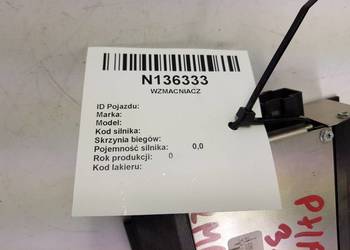 N136333
WZMACNIACZ
ID Pojazdu:
Marka:
Model:
Kod silnika:
Skrzynia biegów:
Pojemność silnika: 0,0
Rok produkcji: 0
Kod lakieru: